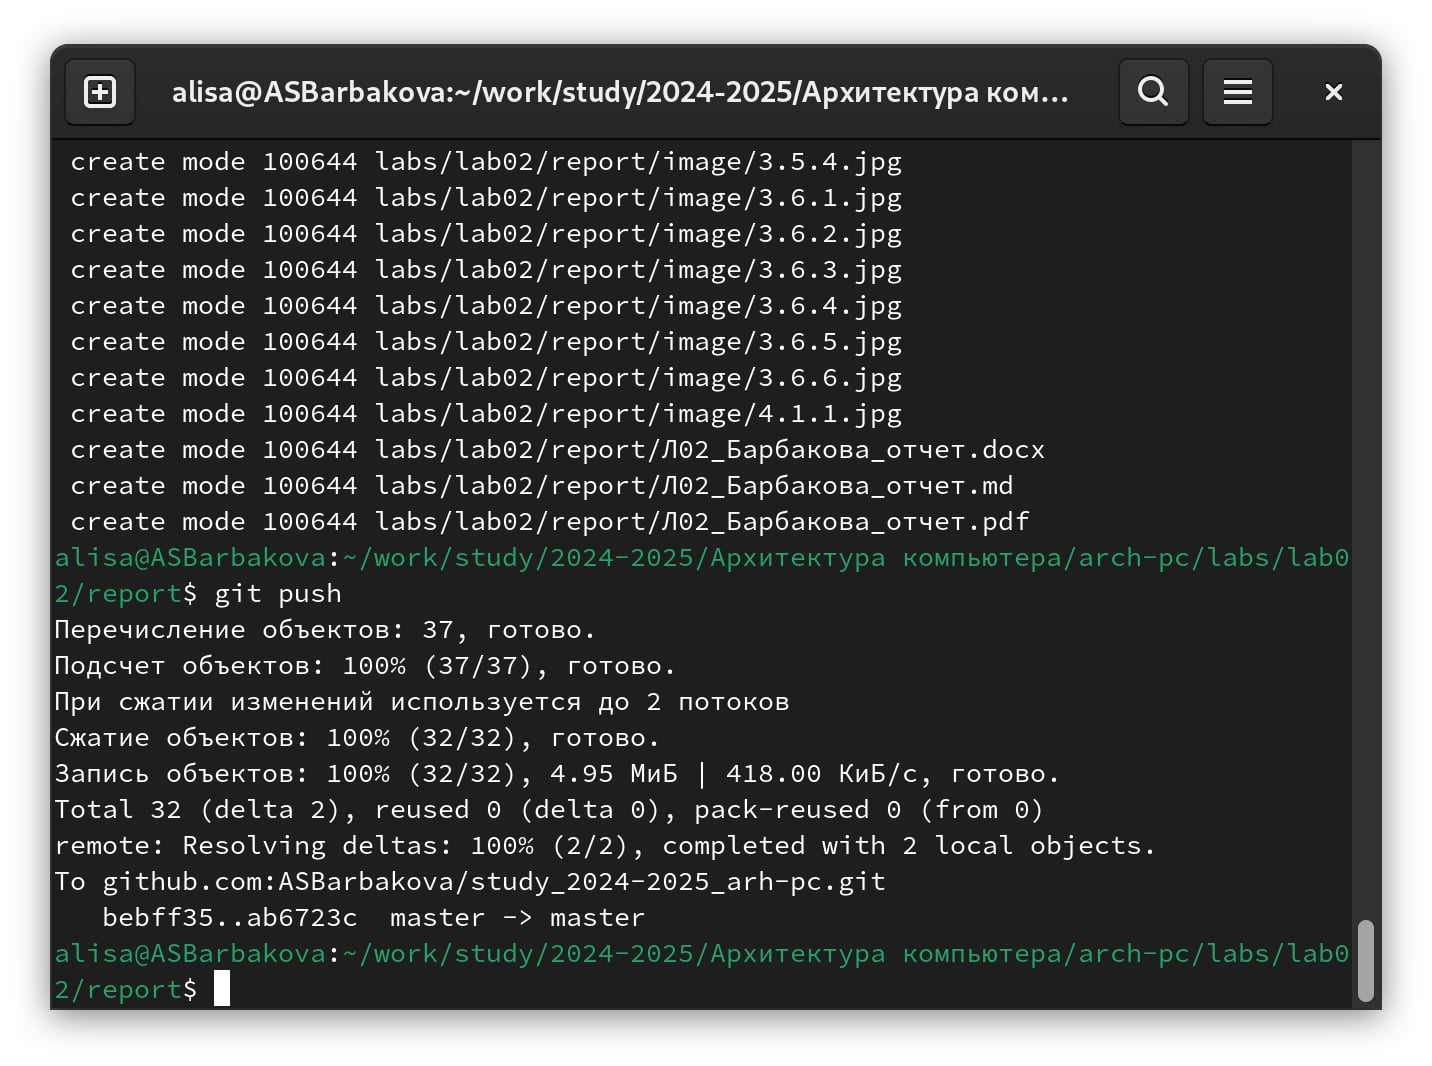 alisa@ASBarbakova:~/work/study/2024-2025/Архитектура ком...
create mode 100644 labs/lab02/report/image/3.5.4.jpg
create mode 100644 labs/lab02/report/image/3.6.1.jpg
create mode 100644 labs/lab02/report/image/3.6.2.jpg
create mode 100644 labs/lab02/report/image/3.6.3.jpg
create mode 100644 labs/lab02/report/image/3.6.4.jpg
create mode 100644 labs/lab02/report/image/3.6.5.jpg
create mode 100644 labs/lab02/report/image/3.6.6.jpg
create mode 100644 labs/lab02/report/image/4.1.1.jpg
create mode 100644 labs/lab02/report/Л02_Барбакова_отчет.docx
create mode 100644 labs/lab02/report/Л02_Барбакова_отчет.md
create mode 100644 labs/lab02/report/Л02_Барбакова_отчет.pdf
alisa@ASBarbakova:~/work/study/2024-2025/Архитектура компьютера/arch-pc/labs/lab0
2/report$ git push
Перечисление объектов: 37, готово.
Подсчет объектов: 100% (37/37), готово.
При сжатии изменений используется до 2 потоков
Сжатие объектов: 100% (32/32), готово.
Запись объектов: 100% (32/32), 4.95 МиБ | 418.00 КиБ/с, готово.
Total 32 (delta 2), reused 0 (delta 0), pack-reused 0 (from 0)
remote: Resolving deltas: 100% (2/2), completed with 2 local objects.
To github.com:ASBarbakova/study_2024-2025_arh-pc.git
bebff35..ab6723c  master -> master
alisa@ASBarbakova:~/work/study/2024-2025/Архитектура компьютера/arch-pc/labs/lab0
2/report$